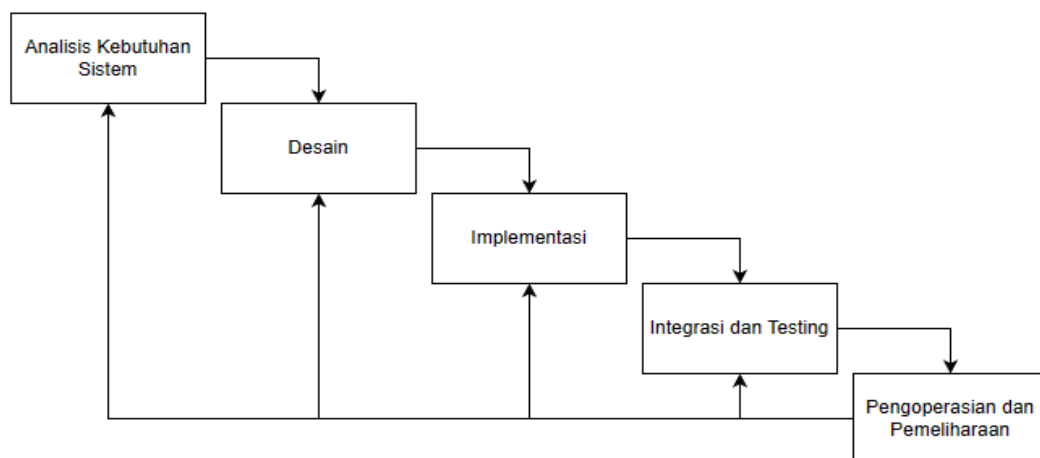 Analisis Kebutuhan
Sistem
Desain
Implementasi
Integrasi dan Testing
Pengoperasian dan
Pemeliharaan